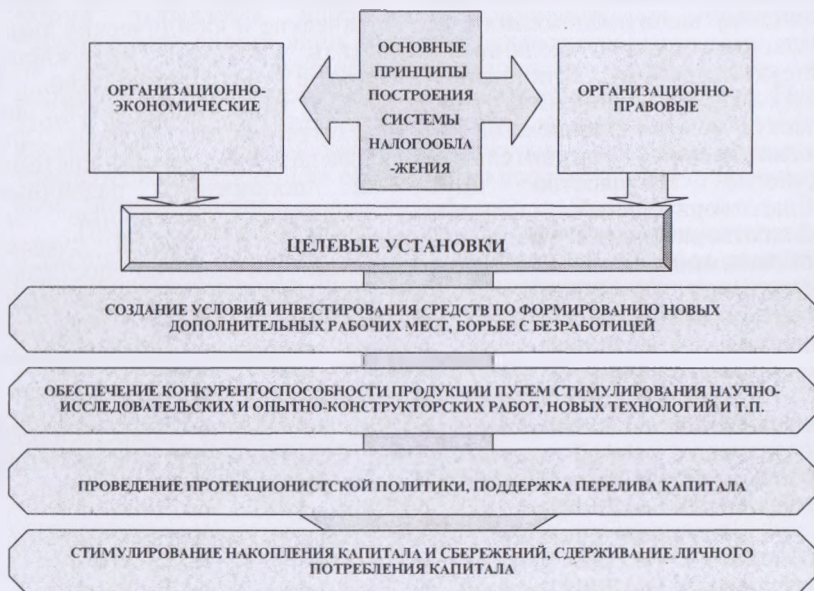 ОСНОВНЫЕ
ПРИНЦИПЫ
ПОСТРОЕНИЯ
СИСТЕМЫ
НАЛОГООБЛА
-ЖЕНИЯ
ОРГАНИЗАЦИОННО-
ЭКОНОМИЧЕСКИЕ
ОРГАНИЗАЦИОННО-
ПРАВОВЫЕ
ЦЕЛЕВЫЕ УСТАНОВКИ
СОЗДАНИЕ УСЛОВИЙ ИНВЕСТИРОВАНИЯ СРЕДСТВ ПО ФОРМИРОВАНИЮ НОВЫХ
ДОПОЛНИТЕЛЬНЫХ РАБОЧИХ МЕСТ, БОРЬБЕ С БЕЗРАБОТИЦЕЙ
ОБЕСПЕЧЕНИЕ КОНКУРЕНТОСПОСОБНОСТИ ПРОДУКЦИИ ПУТЕМ СТИМУЛИРОВАНИЯ НАУЧНО-
ИССЛЕДОВАТЕЛЬСКИХ И ОПЫТНО-КОНСТРУКТОРСКИХ РАБОТ, НОВЫХ ТЕХНОЛОГИЙ И Т.П.
ПРОВЕДЕНИЕ ПРОТЕКЦИОНИСТСКОЙ ПОЛИТИКИ, ПОДДЕРЖКА ПЕРЕЛИВА КАПИТАЛА
СТИМУЛИРОВАНИЕ НАКОПЛЕНИЯ КАПИТАЛА И СБЕРЕЖЕНИЙ, СДЕРЖИВАНИЕ ЛИЧНОГО
ПОТРЕБЛЕНИЯ КАПИТАЛА